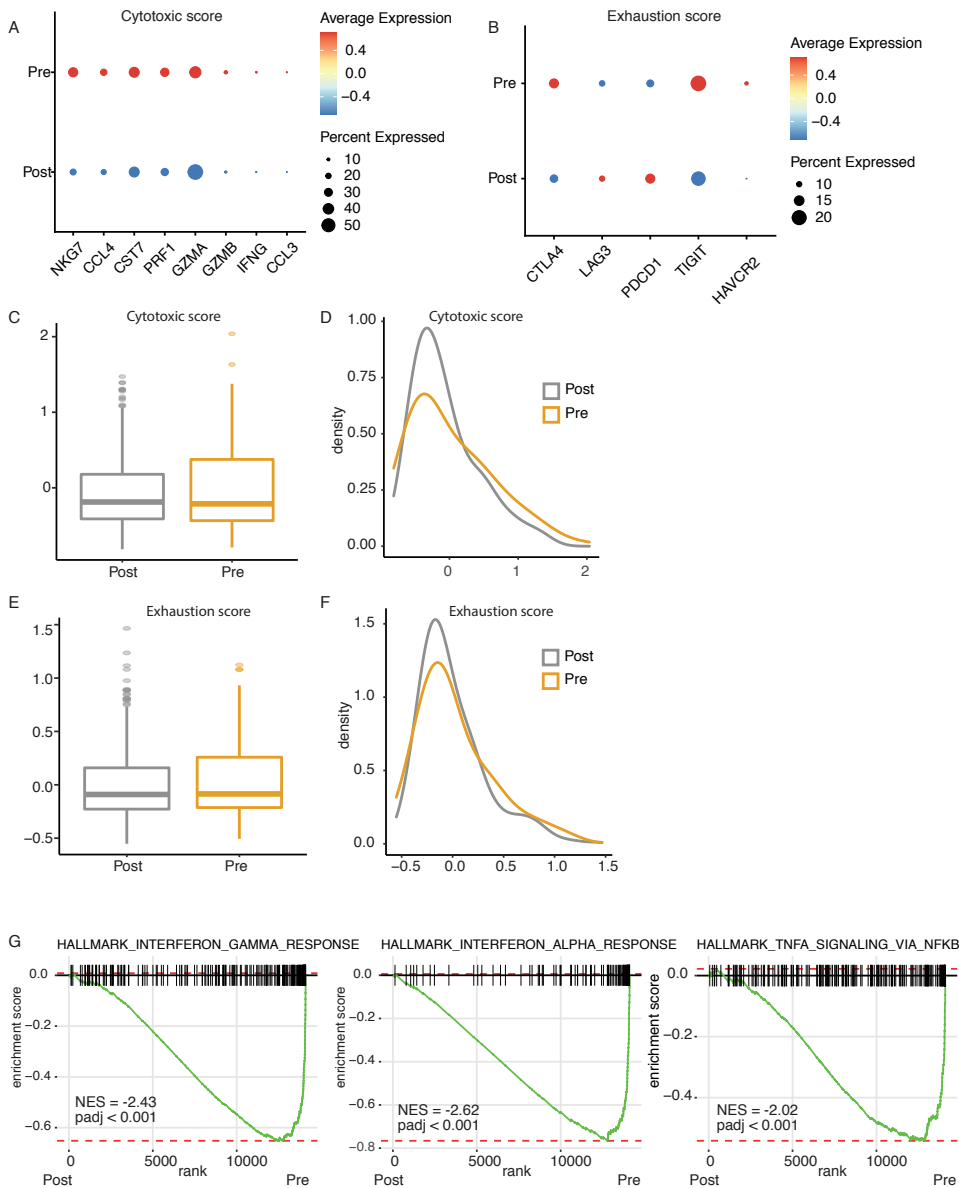 A
Cytotoxic score
Pre
Post
NKG7
CCL4
CST7
PRF1
GZMA
GZMB
IFNG
CCL3
Average Expression
0.4
0.0
−0.4
Percent Expressed
10
20
30
40
50
B
Exhaustion score
Pre
Post
CTLA4
LAG3
PDCD1
TIGIT
HAVCR2
Average Expression
0.4
0.0
−0.4
Percent Expressed
10
15
20
C
Cytotoxic score
2
1
0
Post
Pre
D
Cytotoxic score
1.00
0.75
0.50
0.25
0.00
density
Post
Pre
0
1
2
E
Exhaustion score
1.5
1.0
0.5
0.0
−0.5
Post
Pre
F
Exhaustion score
1.5
1.0
0.5
0.0
density
Post
Pre
−0.5
0.0
0.5
1.0
1.5
G
HALLMARK_INTERFERON_GAMMA_RESPONSE
0.0
−0.2
−0.4
−0.6
enrichment score
NES = -2.43
padj < 0.001
0
5000
10000
rank
Post
Pre
HALLMARK_INTERFERON_ALPHA_RESPONSE
0.0
−0.2
−0.4
−0.6
−0.8
enrichment score
NES = -2.62
padj < 0.001
0
5000
10000
rank
Post
Pre
HALLMARK_TNFA_SIGNALING_VIA_NFKB
0.0
−0.2
−0.4
enrichment score
NES = -2.02
padj < 0.001
0
5000
10000
rank
Post
Pre